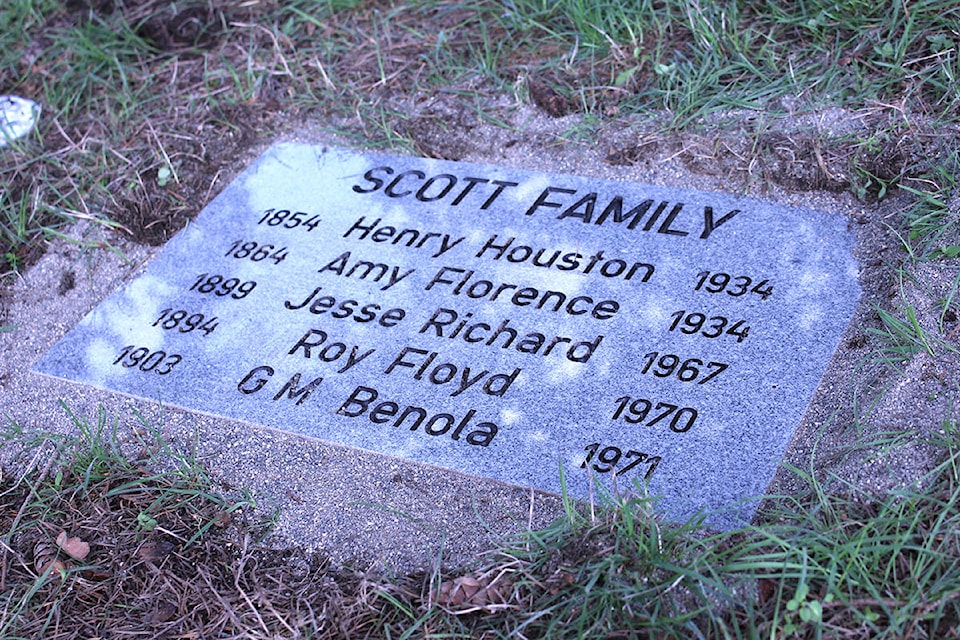 SCOTT FAMILY
1854 Henry Houston 1934
1864 Amy Florence 1934
1899 Jesse Richard 1967
1894 Roy Floyd 1970
1903 G M Benola 1971